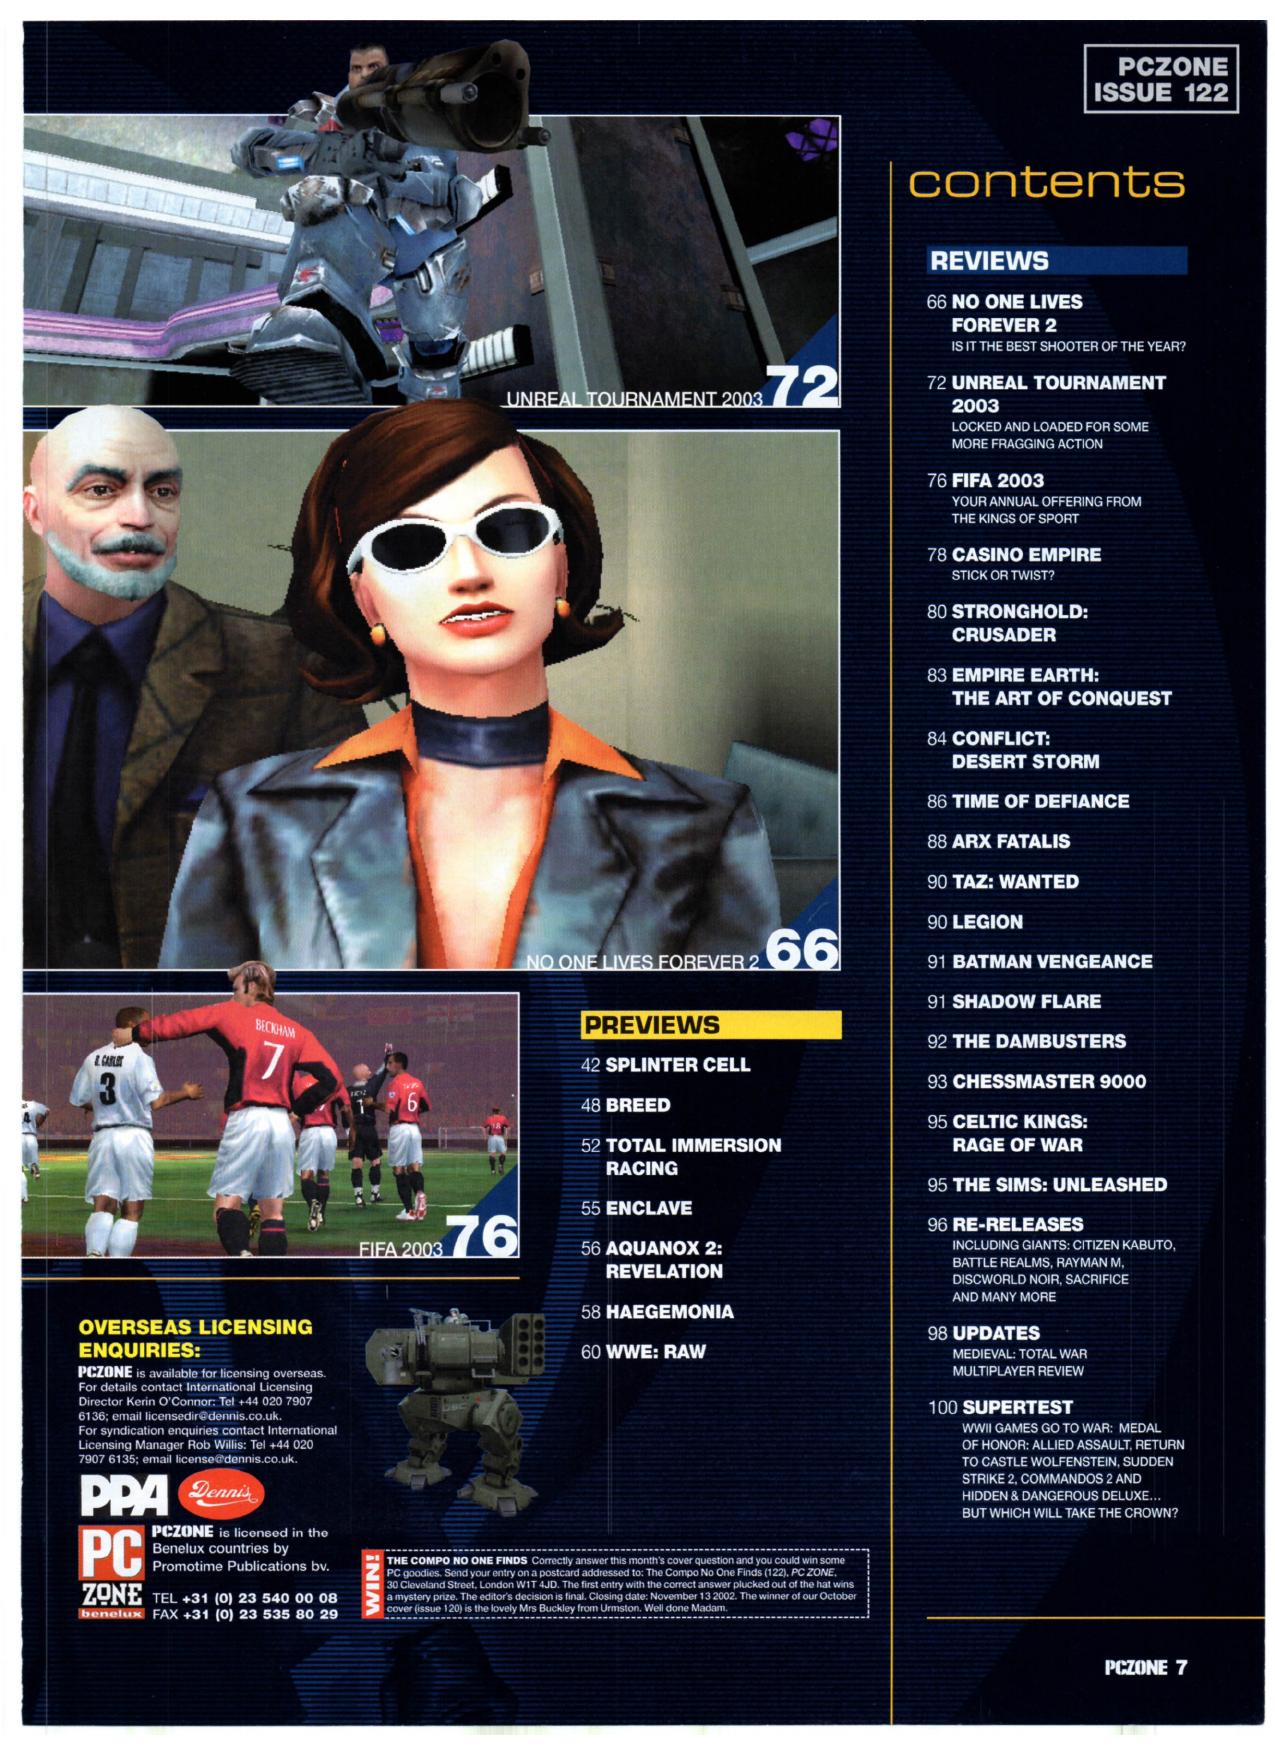 PCZONE
ISSUE 122
contents
UNREAL TOURNAMENT 2003 72
NO ONE LIVES FOREVER 2 66
BECKHAM
7
R. CARLOS
3
1
6
18
4
FIFA 2003 76
OVERSEAS LICENSING
ENQUIRIES:
PCZONE is available for licensing overseas.
For details contact International Licensing
Director Kerin O'Connor: Tel +44 020 7907
6136; email licensedir@dennis.co.uk.
For syndication enquiries contact International
Licensing Manager Rob Willis: Tel +44 020
7907 6135; email license@dennis.co.uk.
PPA
Dennis
PC
ZONE
benelux
PCZONE is licensed in the
Benelux countries by
Promotime Publications bv.
TEL +31 (0) 23 540 00 08
FAX +31 (0) 23 535 80 29
PREVIEWS
42 SPLINTER CELL
48 BREED
52 TOTAL IMMERSION
RACING
55 ENCLAVE
56 AQUANOX 2:
REVELATION
58 HAEGEMONIA
60 WWE: RAW
WIN!
THE COMPO NO ONE FINDS Correctly answer this month's cover question and you could win some
PC goodies. Send your entry on a postcard addressed to: The Compo No One Finds (122), PC ZONE,
30 Cleveland Street, London W1T 4JD. The first entry with the correct answer plucked out of the hat wins
a mystery prize. The editor's decision is final. Closing date: November 13 2002. The winner of our October
cover (issue 120) is the lovely Mrs Buckley from Urmston. Well done Madam.
REVIEWS
66 NO ONE LIVES
FOREVER 2
IS IT THE BEST SHOOTER OF THE YEAR?
72 UNREAL TOURNAMENT
2003
LOCKED AND LOADED FOR SOME
MORE FRAGGING ACTION
76 FIFA 2003
YOUR ANNUAL OFFERING FROM
THE KINGS OF SPORT
78 CASINO EMPIRE
STICK OR TWIST?
80 STRONGHOLD:
CRUSADER
83 EMPIRE EARTH:
THE ART OF CONQUEST
84 CONFLICT:
DESERT STORM
86 TIME OF DEFIANCE
88 ARX FATALIS
90 TAZ: WANTED
90 LEGION
91 BATMAN VENGEANCE
91 SHADOW FLARE
92 THE DAMBUSTERS
93 CHESSMASTER 9000
95 CELTIC KINGS:
RAGE OF WAR
95 THE SIMS: UNLEASHED
96 RE-RELEASES
INCLUDING GIANTS: CITIZEN KABUTO,
BATTLE REALMS, RAYMAN M,
DISCWORLD NOIR, SACRIFICE
AND MANY MORE
98 UPDATES
MEDIEVAL: TOTAL WAR
MULTIPLAYER REVIEW
100 SUPERTEST
WWII GAMES GO TO WAR: MEDAL
OF HONOR: ALLIED ASSAULT, RETURN
TO CASTLE WOLFENSTEIN, SUDDEN
STRIKE 2, COMMANDOS 2 AND
HIDDEN & DANGEROUS DELUXE...
BUT WHICH WILL TAKE THE CROWN?
PCZONE 7